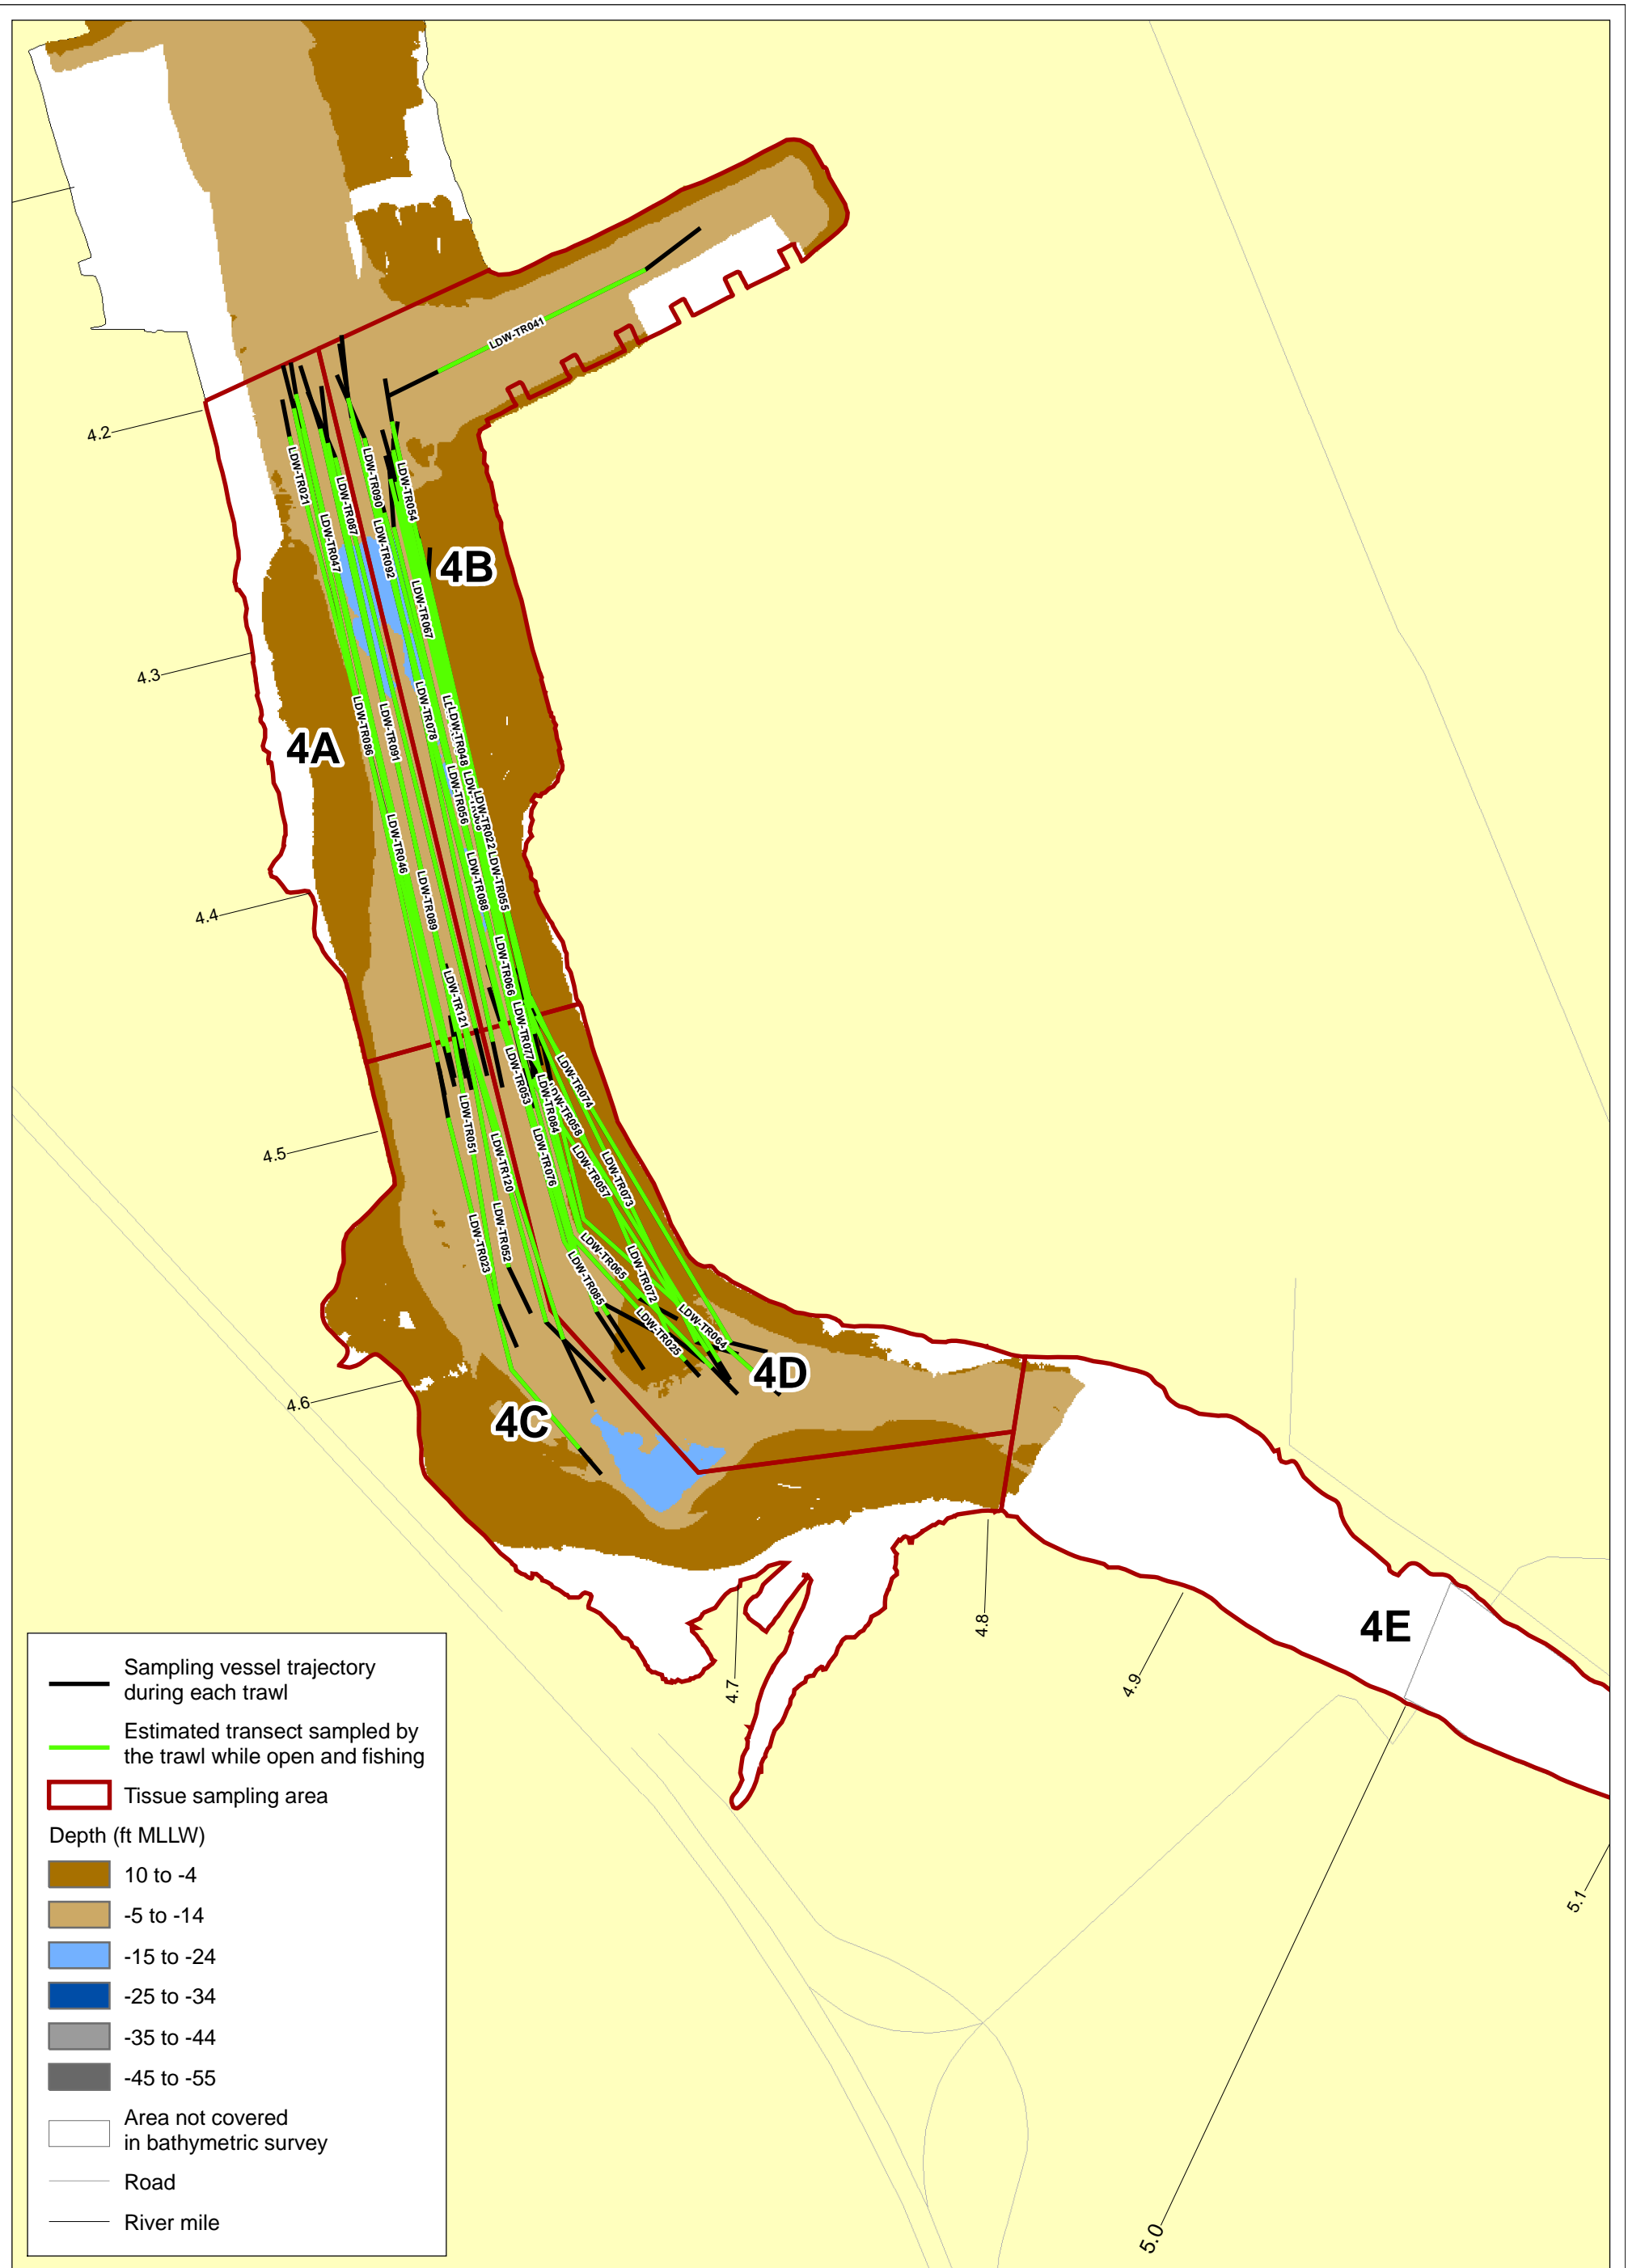 LDW-TR041
4.2
LDW-TR021
LDW-TR087
LDW-TR090
LDW-TR054
LDW-TR047
LDW-TR092
4B
LDW-TR067
4.3
4A
LDW-TR086
LDW-TR091
LDW-TR078
LDW-TR048
LDW-TR056
LDW-TR022
LDW-TR046
LDW-TR089
LDW-TR088
LDW-TR055
4.4
LDW-TR066
LDW-TR121
LDW-TR077
LDW-TR053
LDW-TR074
LDW-TR084
LDW-TR058
4.5
LDW-TR051
LDW-TR120
LDW-TR076
LDW-TR057
LDW-TR073
LDW-TR023
LDW-TR052
LDW-TR065
LDW-TR085
LDW-TR072
LDW-TR025
LDW-TR064
4D
4.6
4C
4.7
4.8
4.9
4E
5.1
5.0
Sampling vessel trajectory
during each trawl
Estimated transect sampled by
the trawl while open and fishing
Tissue sampling area
Depth (ft MLLW)
10 to -4
-5 to -14
-15 to -24
-25 to -34
-35 to -44
-45 to -55
Area not covered
in bathymetric survey
Road
River mile